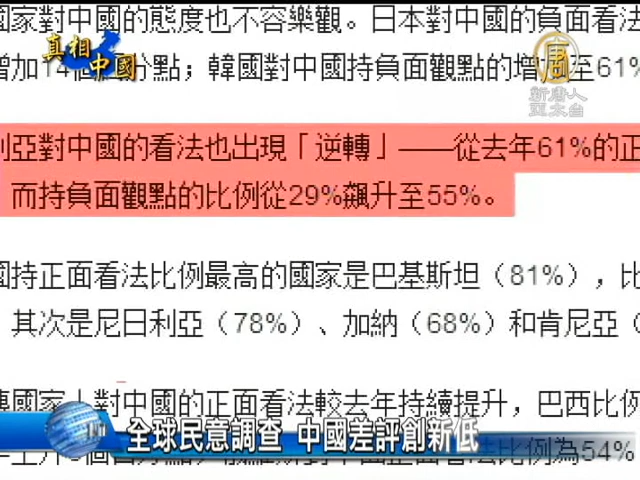 國家對中國的態度也不容樂觀。日本對中國的負面看法
增加14個百分點；韓國對中國持負面觀點的增加至61%
真相
中國
唐
新唐人
亞太台
利亞對中國的看法也出現「逆轉」——從去年61%的正
而持負面觀點的比例從29%飆升至55%。
國持正面看法比例最高的國家是巴基斯坦（81%），比
其次是尼日利亞（78%）、加納（68%）和肯尼亞（
國家」對中國的正面看法較去年持續提升，巴西比例
全球民意調查 中國差評創新低
比例為54%